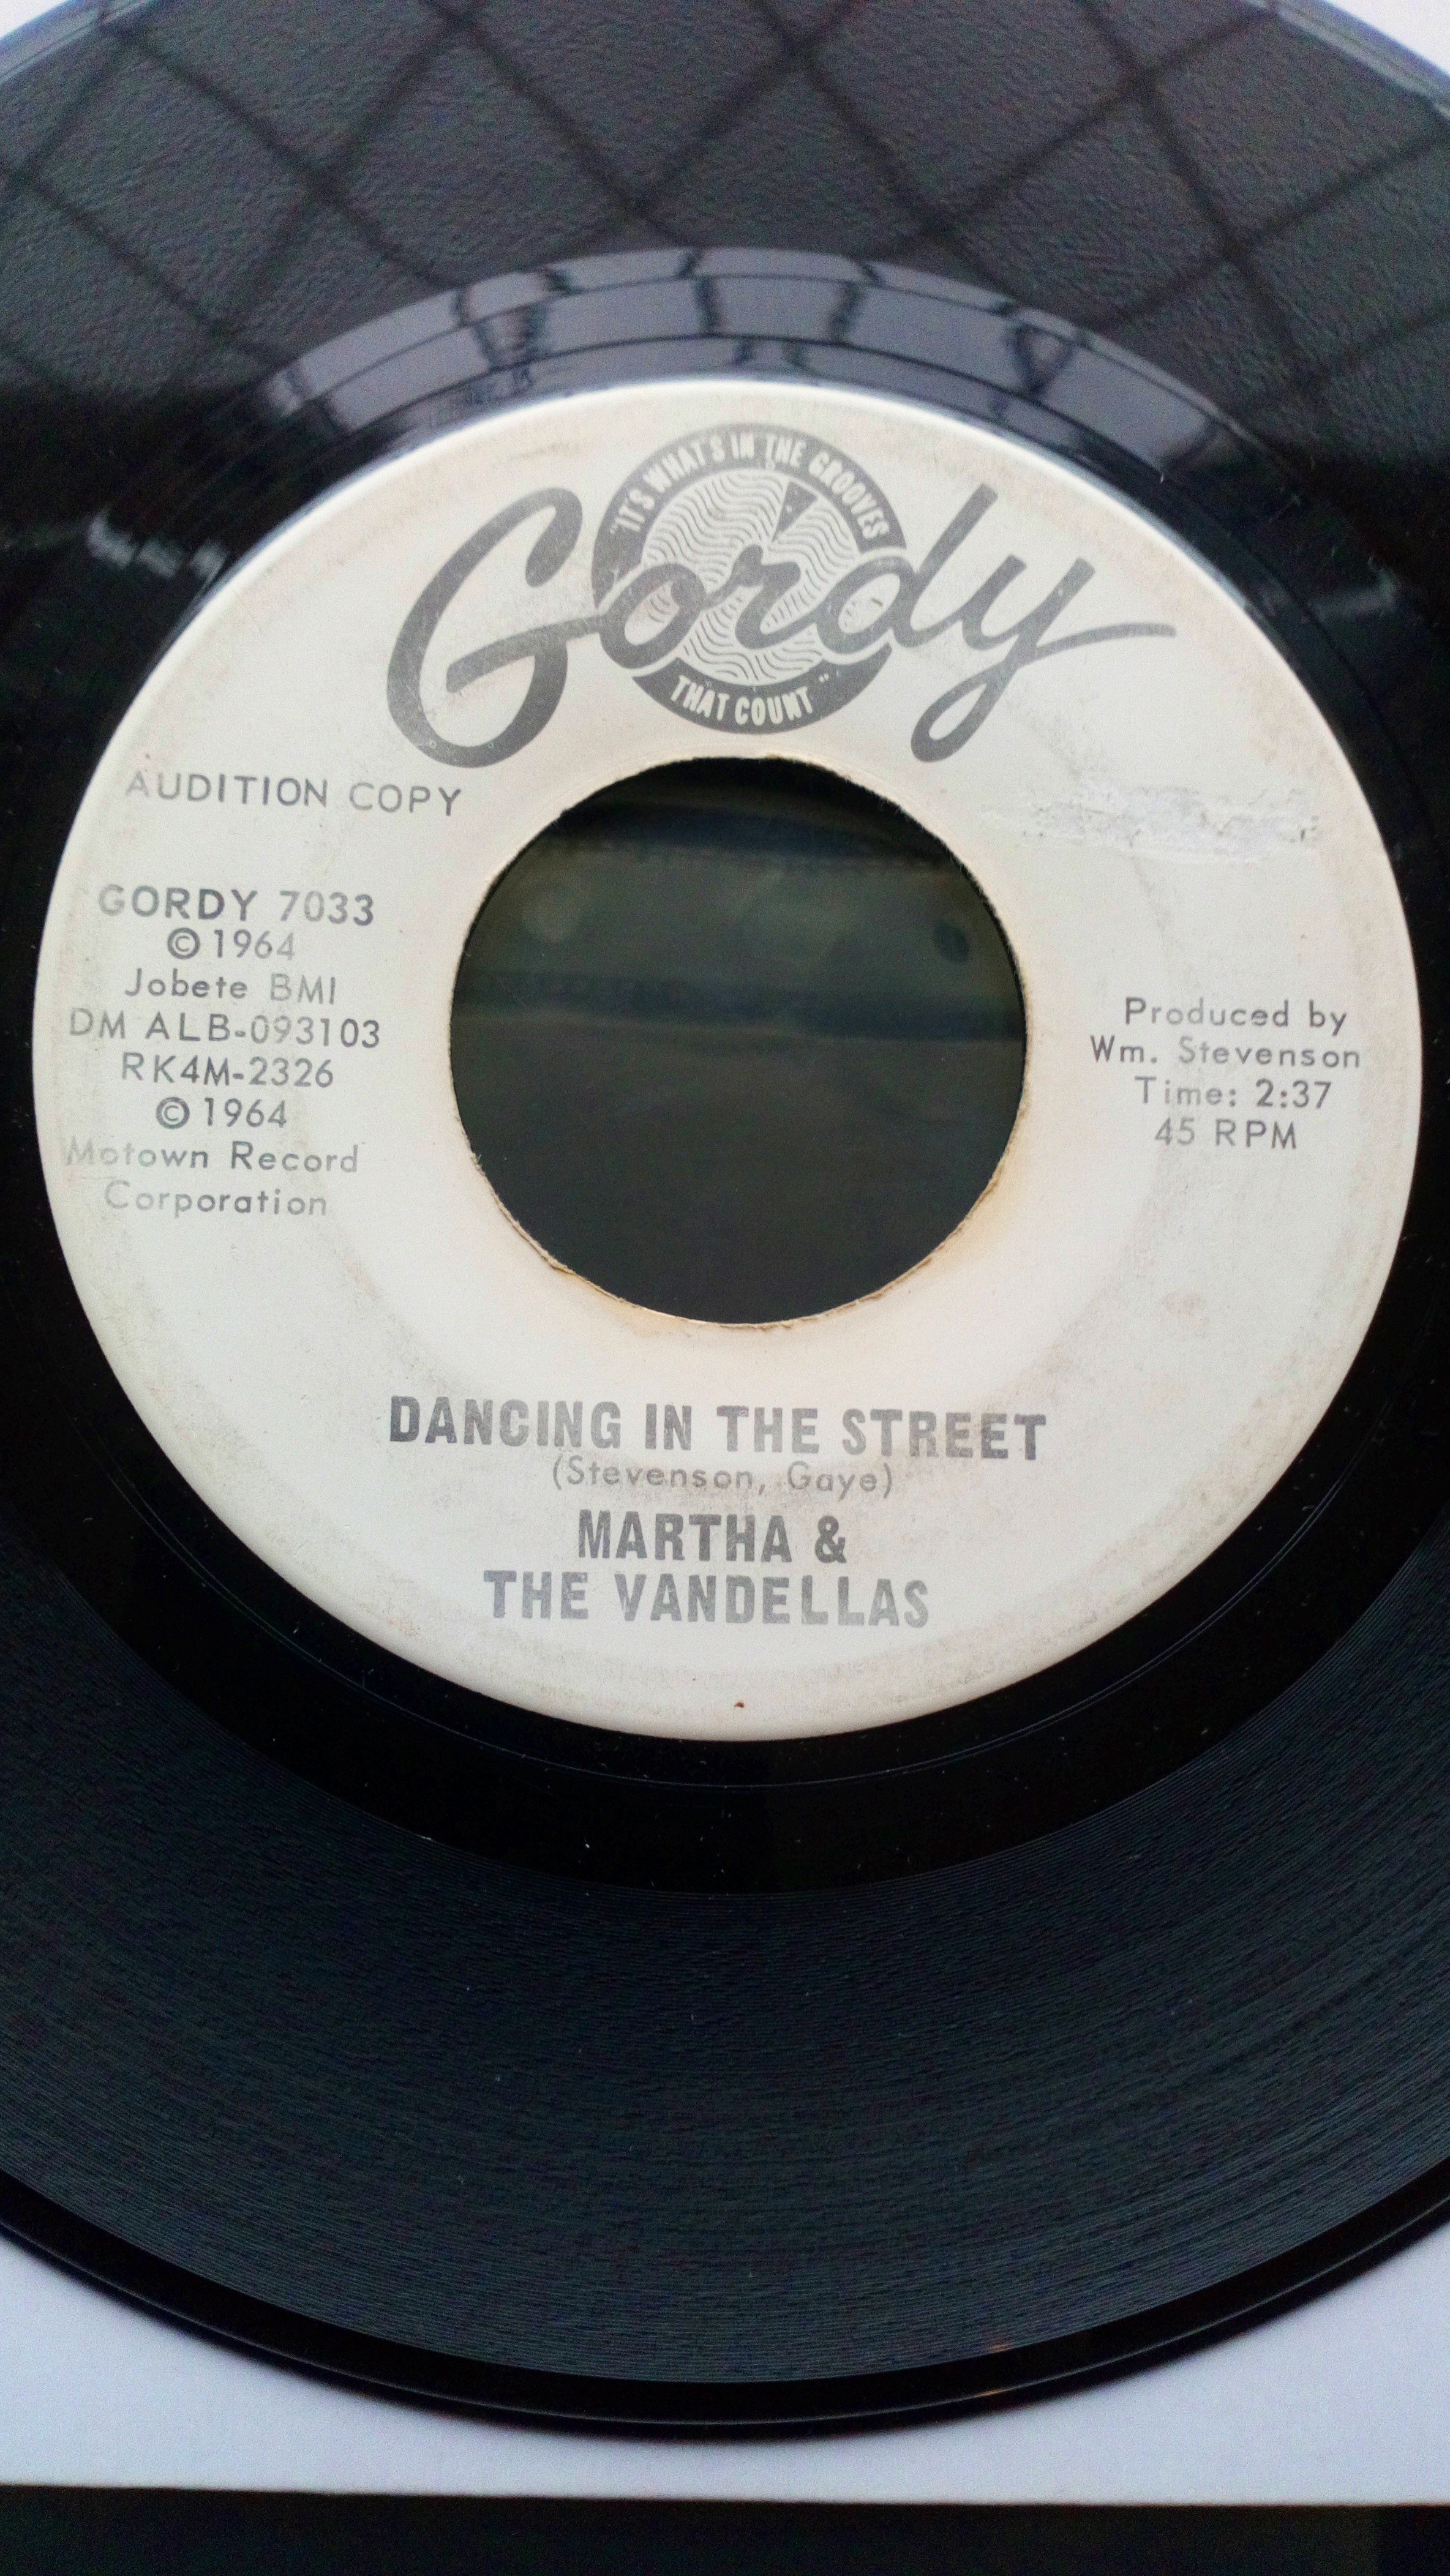 "IT'S WHAT'S IN THE GROOVES
Gordy
THAT COUNT"
AUDITION COPY
GORDY 7033
© 1964
Jobete BMI
DM ALB-093103
RK4M-2326
© 1964
Motown Record
Corporation
Produced by
Wm. Stevenson
Time: 2:37
45 RPM
DANCING IN THE STREET
(Stevenson, Gaye)
MARTHA &
THE VANDELLAS